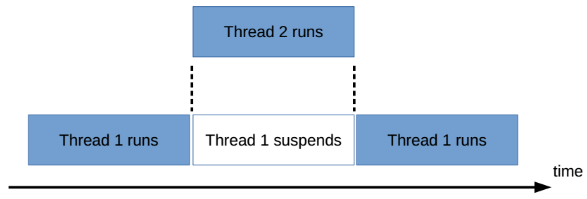 Thread 2 runs
Thread 1 runs
Thread 1 suspends
Thread 1 runs
time